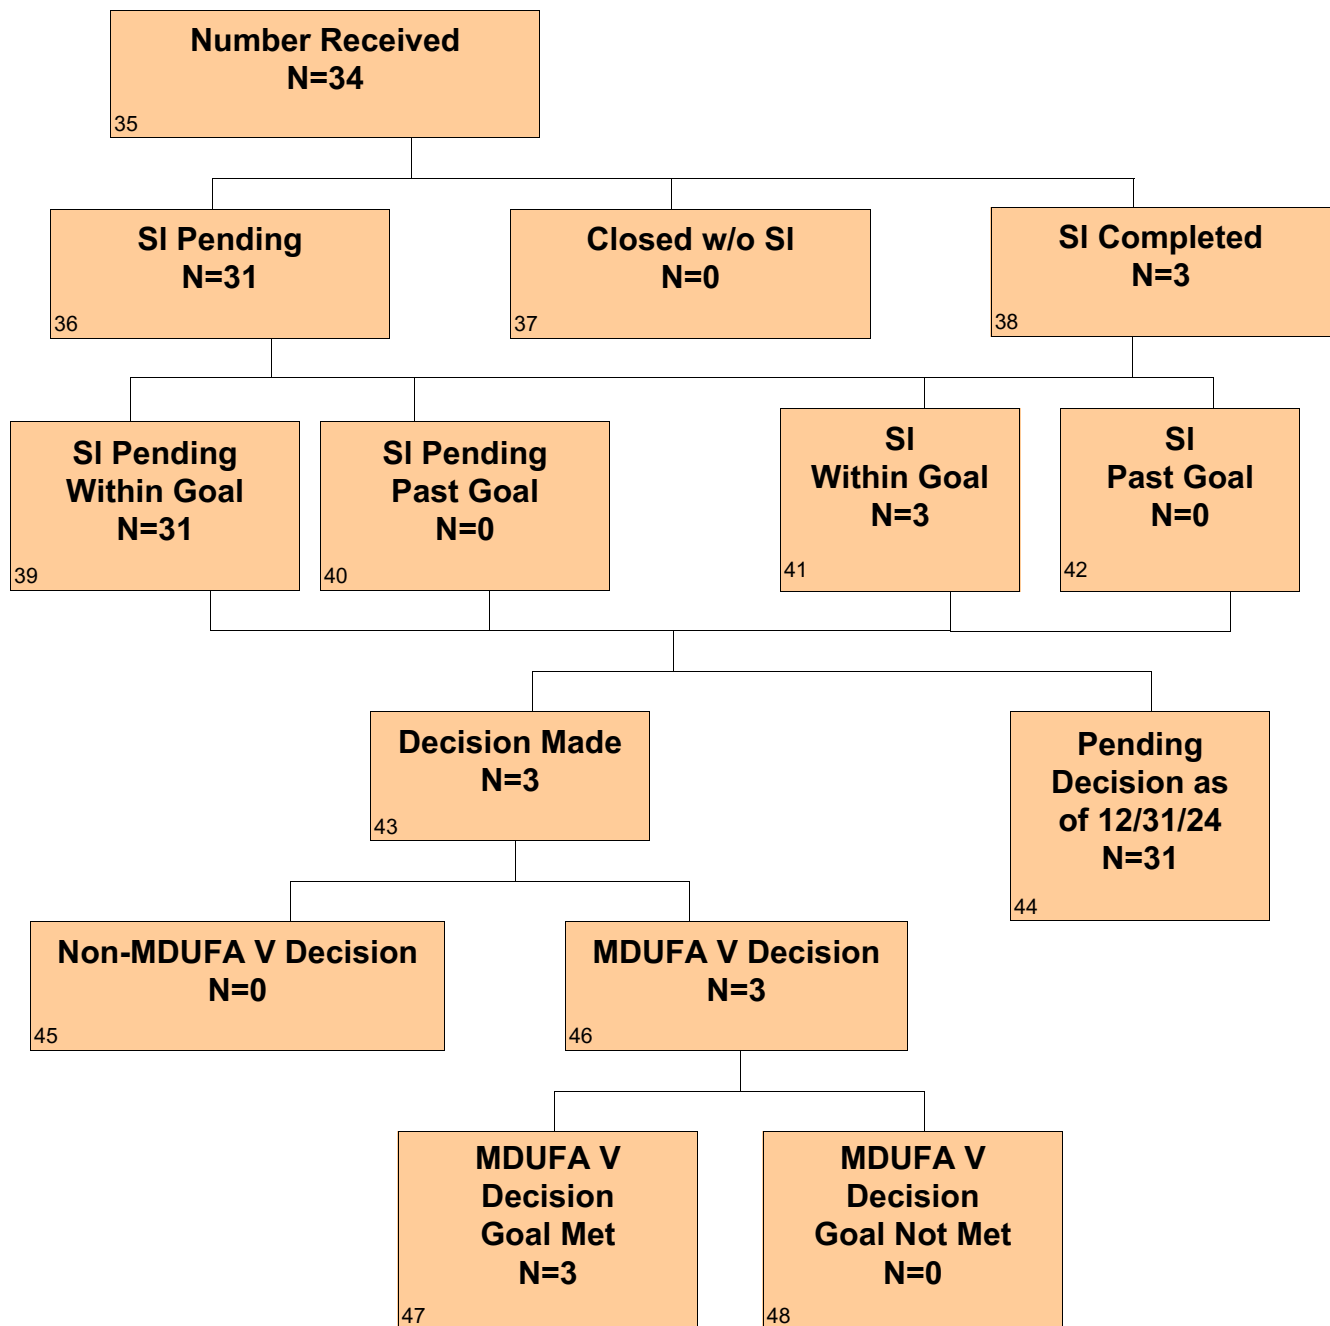 Number Received
N=34
35
SI Pending
N=31
36
Closed w/o SI
N=0
37
SI Completed
N=3
38
SI Pending
Within Goal
N=31
39
SI Pending
Past Goal
N=0
40
SI
Within Goal
N=3
41
SI
Past Goal
N=0
42
Decision Made
N=3
43
Pending
Decision as
of 12/31/24
N=31
44
Non-MDUFA V Decision
N=0
45
MDUFA V Decision
N=3
46
MDUFA V
Decision
Goal Met
N=3
47
MDUFA V
Decision
Goal Not Met
N=0
48